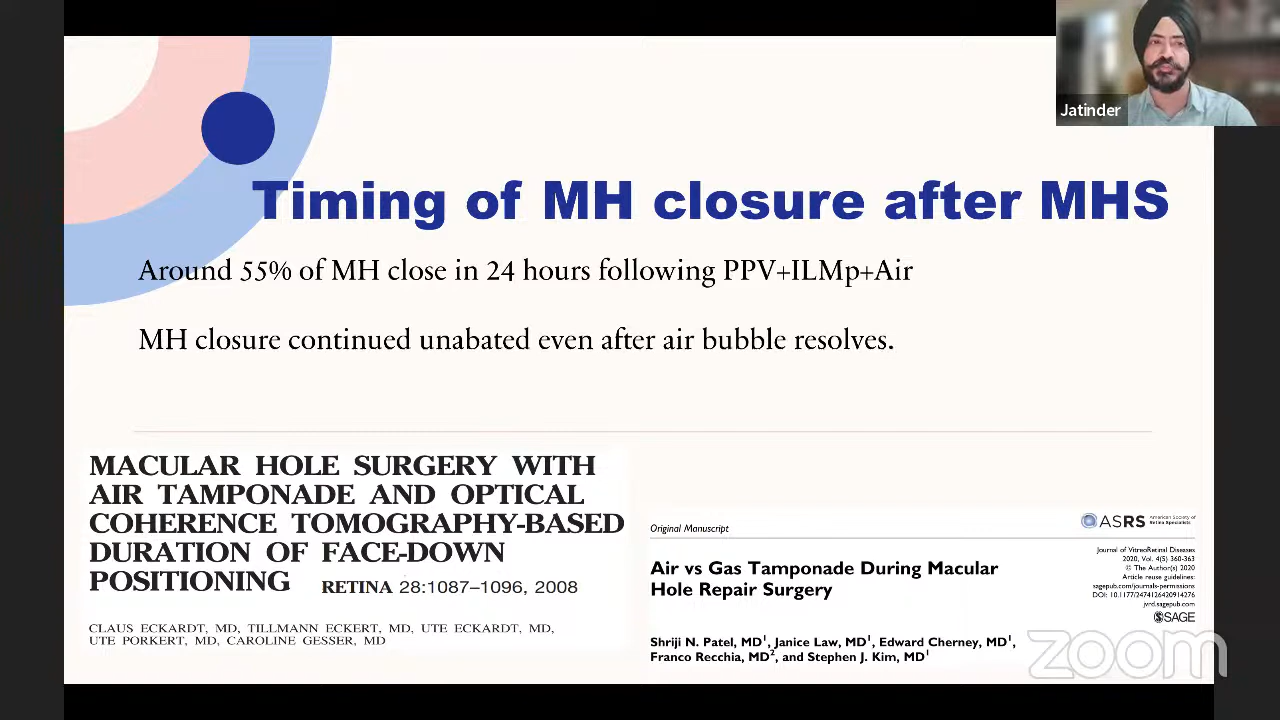 Jatinder
Timing of MH closure after MHS
Around 55% of MH close in 24 hours following PPV+ILMp+Air
MH closure continued unabated even after air bubble resolves.
MACULAR HOLE SURGERY WITH
AIR TAMPONADE AND OPTICAL
COHERENCE TOMOGRAPHY-BASED
DURATION OF FACE-DOWN
POSITIONING RETINA 28:1087–1096, 2008
CLAUS ECKARDT, MD, TILLMANN ECKERT, MD, UTE ECKARDT, MD,
UTE PORKERT, MD, CAROLINE GESSER, MD
Original Manuscript
ASRS American Society of
Retina Specialists
Journal of VitreoRetinal Diseases
2020, Vol. 4(5) 360-363
© The Author(s) 2020
Article reuse guidelines:
sagepub.com/journals-permissions
DOI: 10.1177/2474126420914276
jvrd.sagepub.com
SAGE
Air vs Gas Tamponade During Macular
Hole Repair Surgery
Shriji N. Patel, MD1, Janice Law, MD1, Edward Cherney, MD1,
Franco Recchia, MD2, and Stephen J. Kim, MD1
zoom